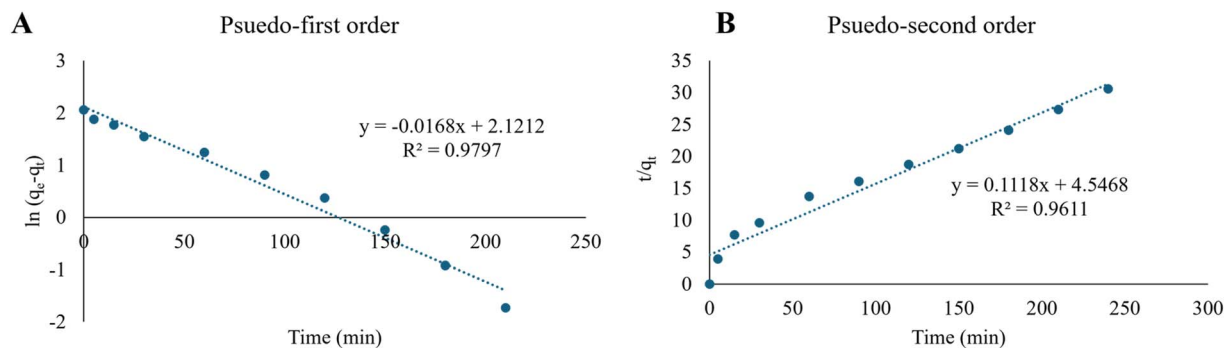 A
Psuedo-first order
3
2
1
0
-1
-2
ln (qe-qt)
0
50
100
150
200
250
y = -0.0168x + 2.1212
R² = 0.9797
Time (min)
B
Psuedo-second order
35
30
25
20
15
10
5
0
t/qt
y = 0.1118x + 4.5468
R² = 0.9611
0
50
100
150
200
250
300
Time (min)